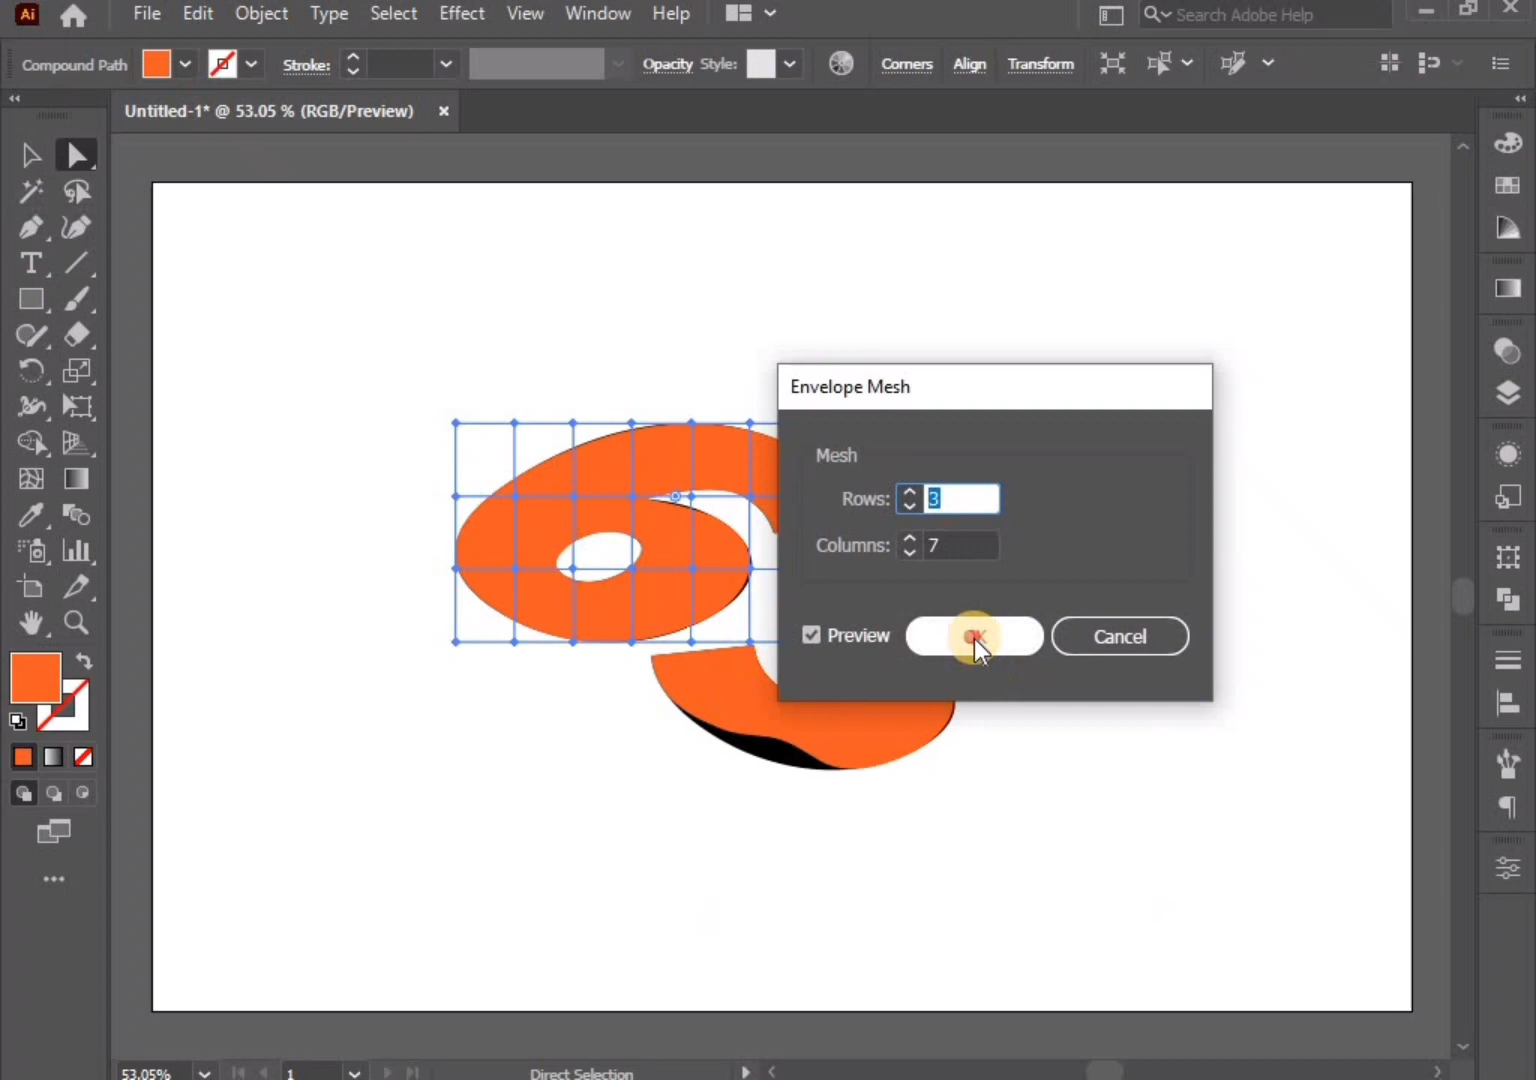 Ai File Edit Object Type Select Effect View Window Help Search Adobe Help
Compound Path Stroke: Opacity Style: Corners Align Transform
Untitled-1* @ 53.05 % (RGB/Preview)
Envelope Mesh
Mesh
Rows: 3
Columns: 7
Preview OK Cancel
53.05% 1 Direct Selection